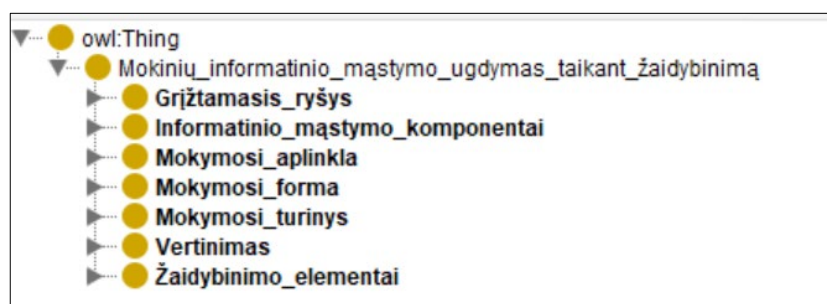 owl:Thing
Mokinių_informatinio_mąstymo_ugdymas_taikant_žaidybinimą
Grįžtamasis_ryšys
Informatinio_mąstymo_komponentai
Mokymosi_aplinkla
Mokymosi_forma
Mokymosi_turinys
Vertinimas
Žaidybinimo_elementai